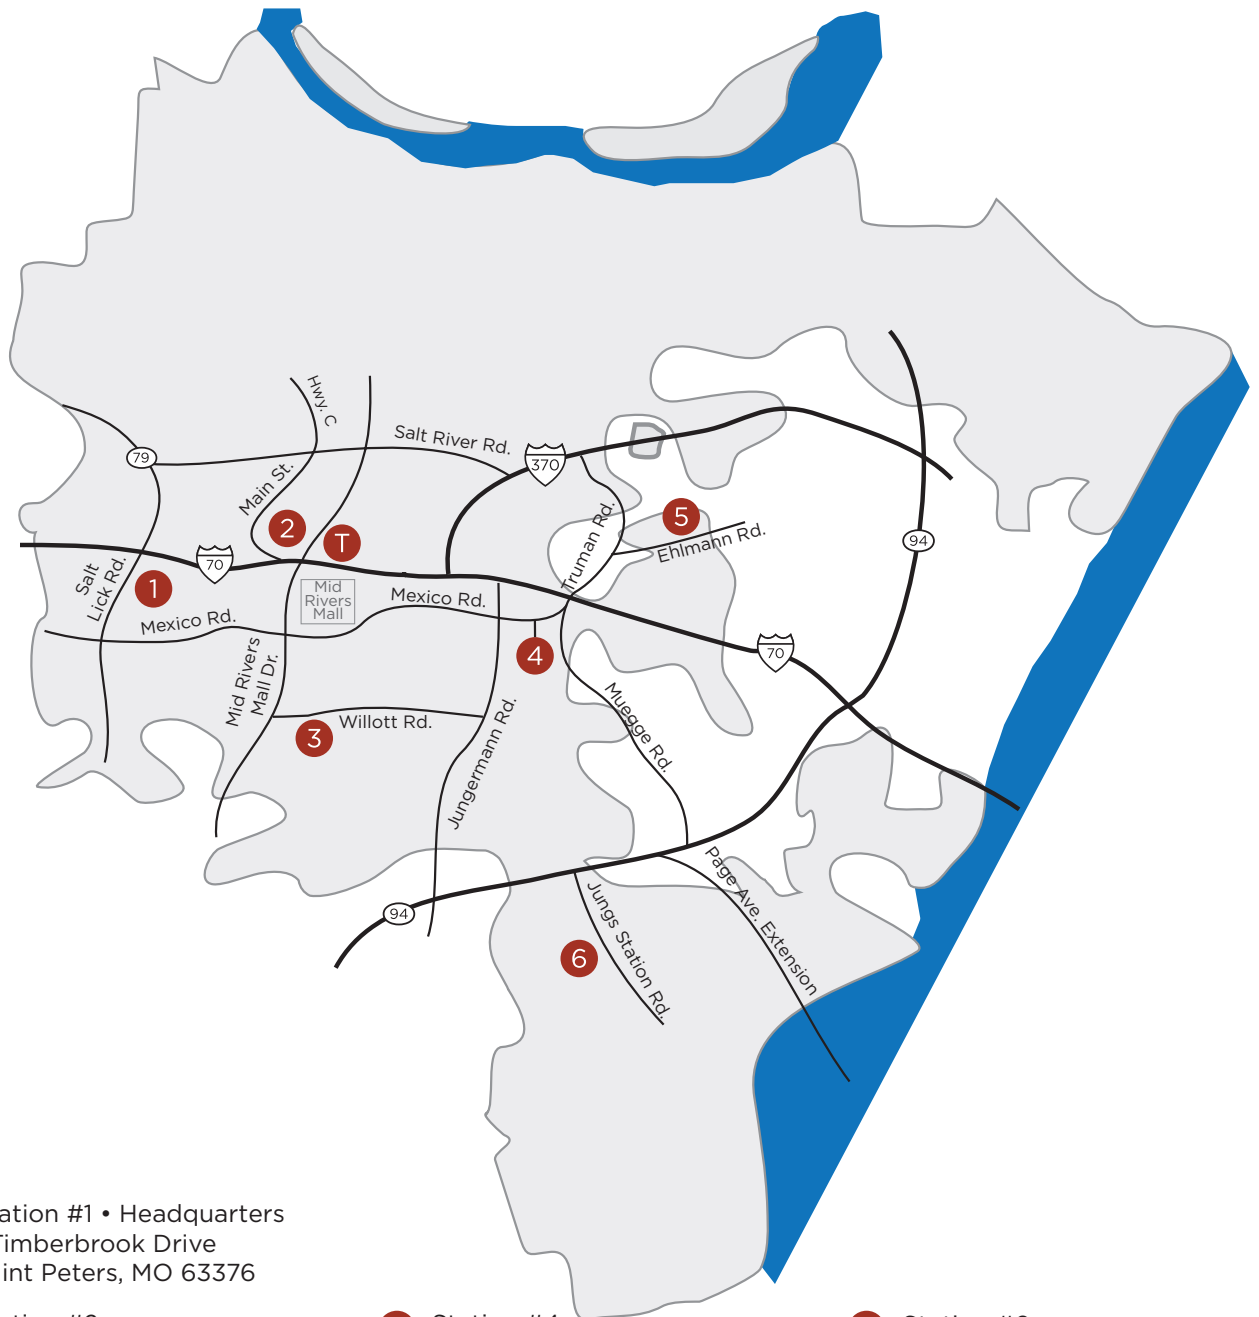 Hwy. C
Salt River Rd.
79
370
Main St.
2
T
5
Truman Rd.
Ehlmann Rd.
94
70
Salt
Lick Rd.
1
Mid
Rivers
Mall
Mexico Rd.
Mexico Rd.
4
70
Mid Rivers
Mall Dr.
Muegge Rd.
Willott Rd.
3
Jungermann Rd.
Page Ave. Extension
94
Jungs Station Rd.
6
ation #1 • Headquarters
Timberbrook Drive
int Peters, MO 63376